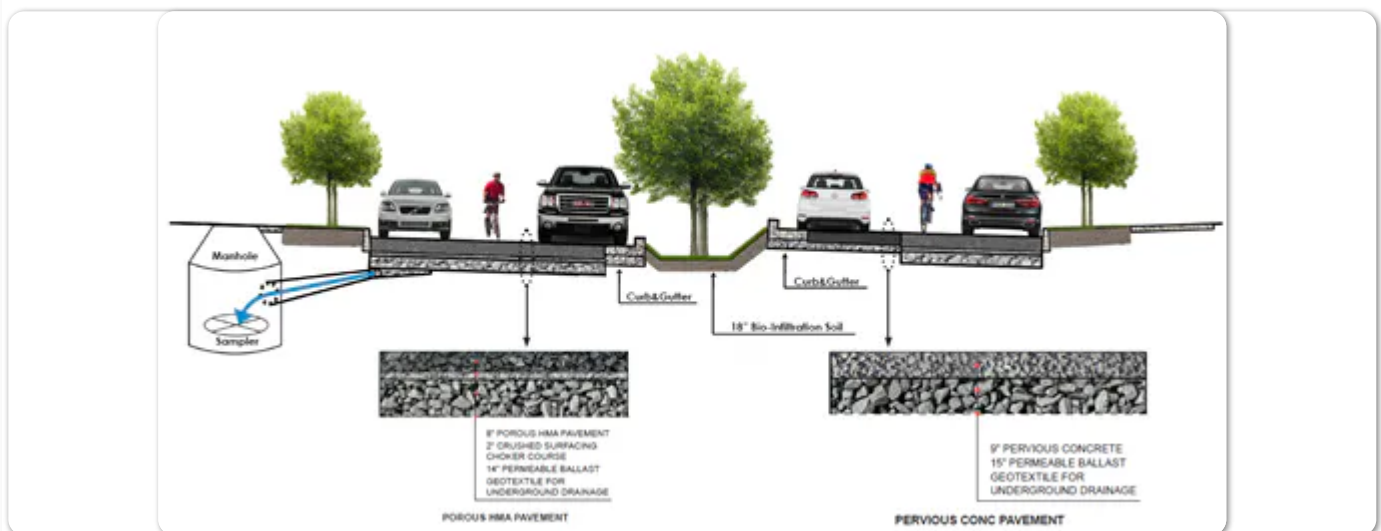 Manhole
Sampler
Curb&Gutter
Curb&Gutter
18" Bio-Infiltration Soil
8" POROUS HMA PAVEMENT
2" CRUSHED SURFACING
CHOKER COURSE
14" PERMEABLE BALLAST
GEOTEXTILE FOR
UNDERGROUND DRAINAGE
POROUS HMA PAVEMENT
9" PERVIOUS CONCRETE
15" PERMEABLE BALLAST
GEOTEXTILE FOR
UNDERGROUND DRAINAGE
PERVIOUS CONC PAVEMENT